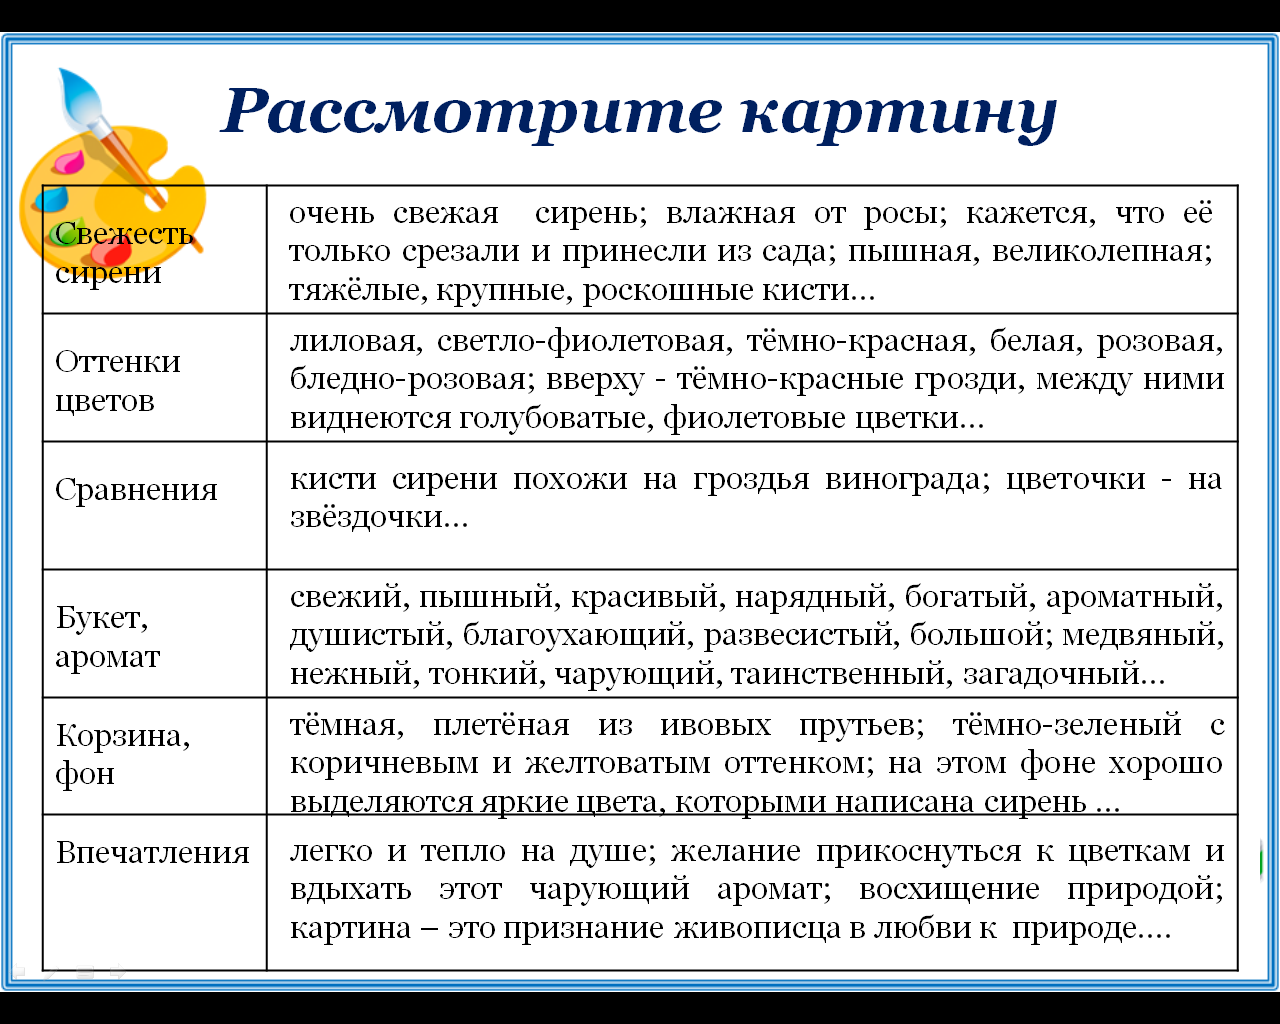 Рассмотрите картину
Свежесть
сирени
очень свежая сирень; влажная от росы; кажется, что её
только срезали и принесли из сада; пышная, великолепная;
тяжёлые, крупные, роскошные кисти...
Оттенки
цветов
лиловая, светло-фиолетовая, тёмно-красная, белая, розовая,
бледно-розовая; вверху - тёмно-красные грозди, между ними
виднеются голубоватые, фиолетовые цветки...
Сравнения
кисти сирени похожи на гроздья винограда; цветочки - на
звёздочки...
Букет,
аромат
свежий, пышный, красивый, нарядный, богатый, ароматный,
душистый, благоухающий, развесистый, большой; медвяный,
нежный, тонкий, чарующий, таинственный, загадочный...
Корзина,
фон
тёмная, плетёная из ивовых прутьев; тёмно-зеленый с
коричневым и желтоватым оттенком; на этом фоне хорошо
выделяются яркие цвета, которыми написана сирень ...
Впечатления
легко и тепло на душе; желание прикоснуться к цветкам и
вдыхать этот чарующий аромат; восхищение природой;
картина – это признание живописца в любви к природе....